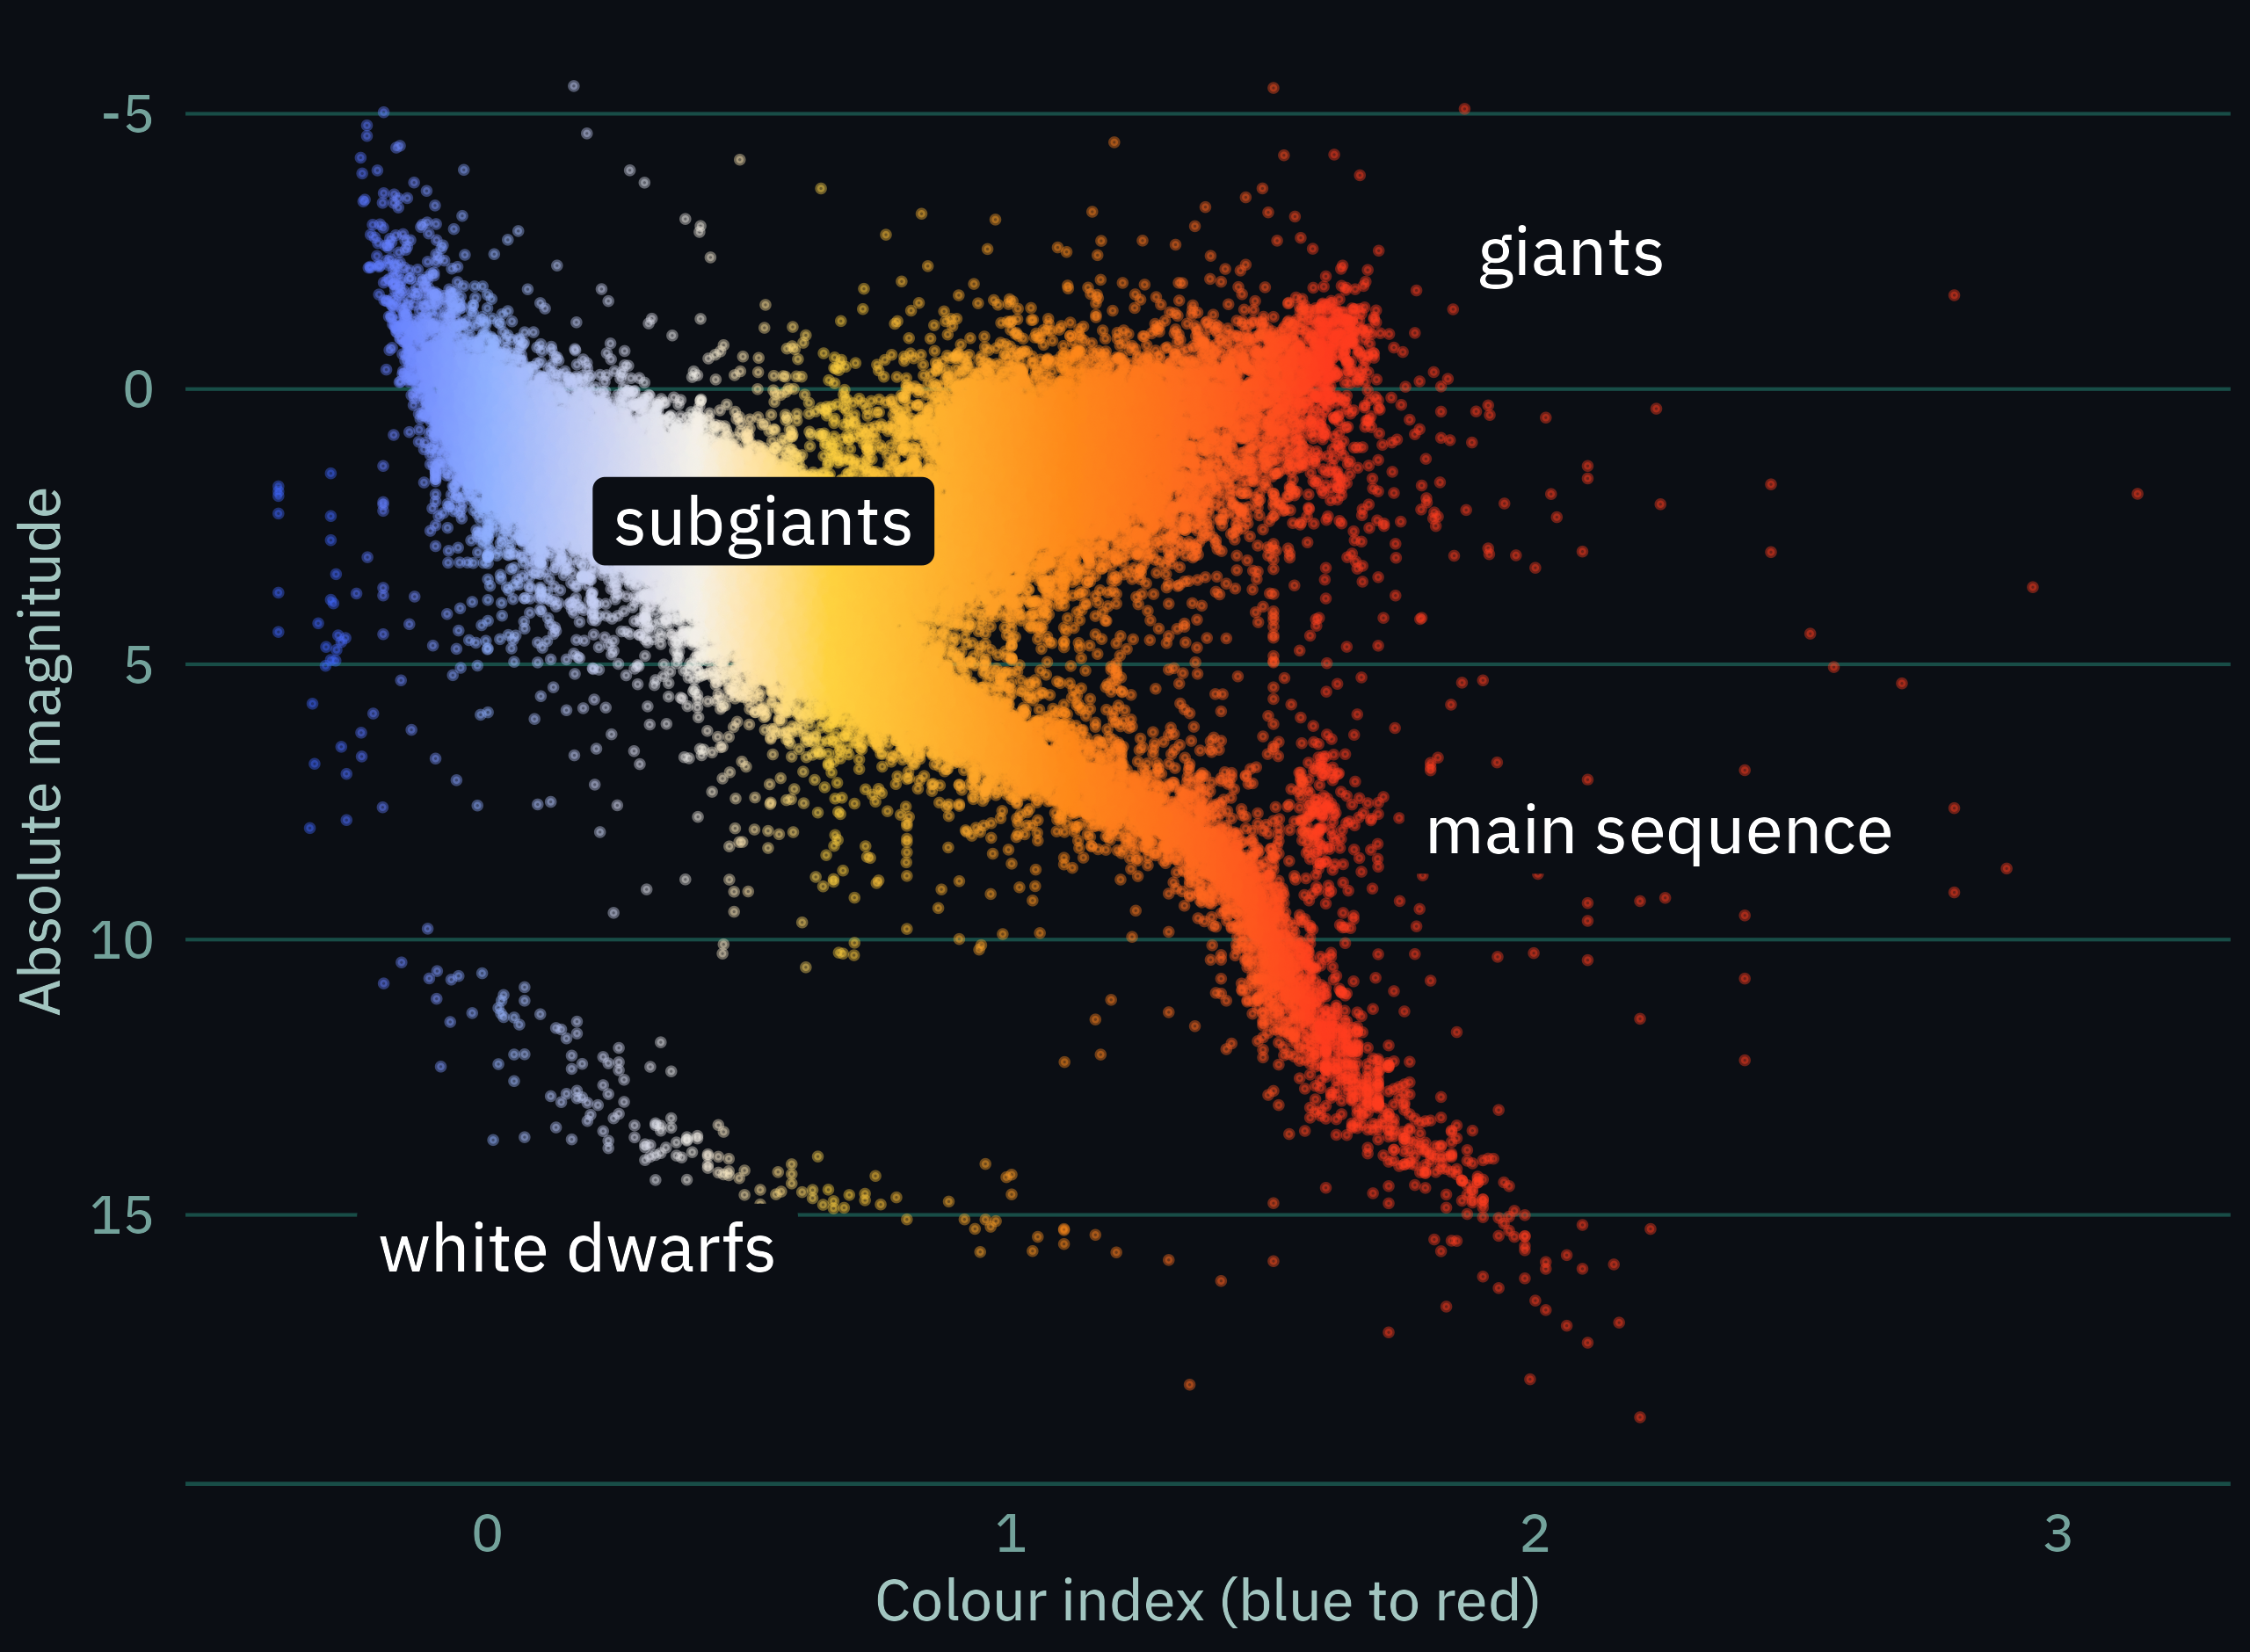 -5
giants
0
subgiants
Absolute magnitude
5
main sequence
10
15
white dwarfs
0 1 2 3
Colour index (blue to red)